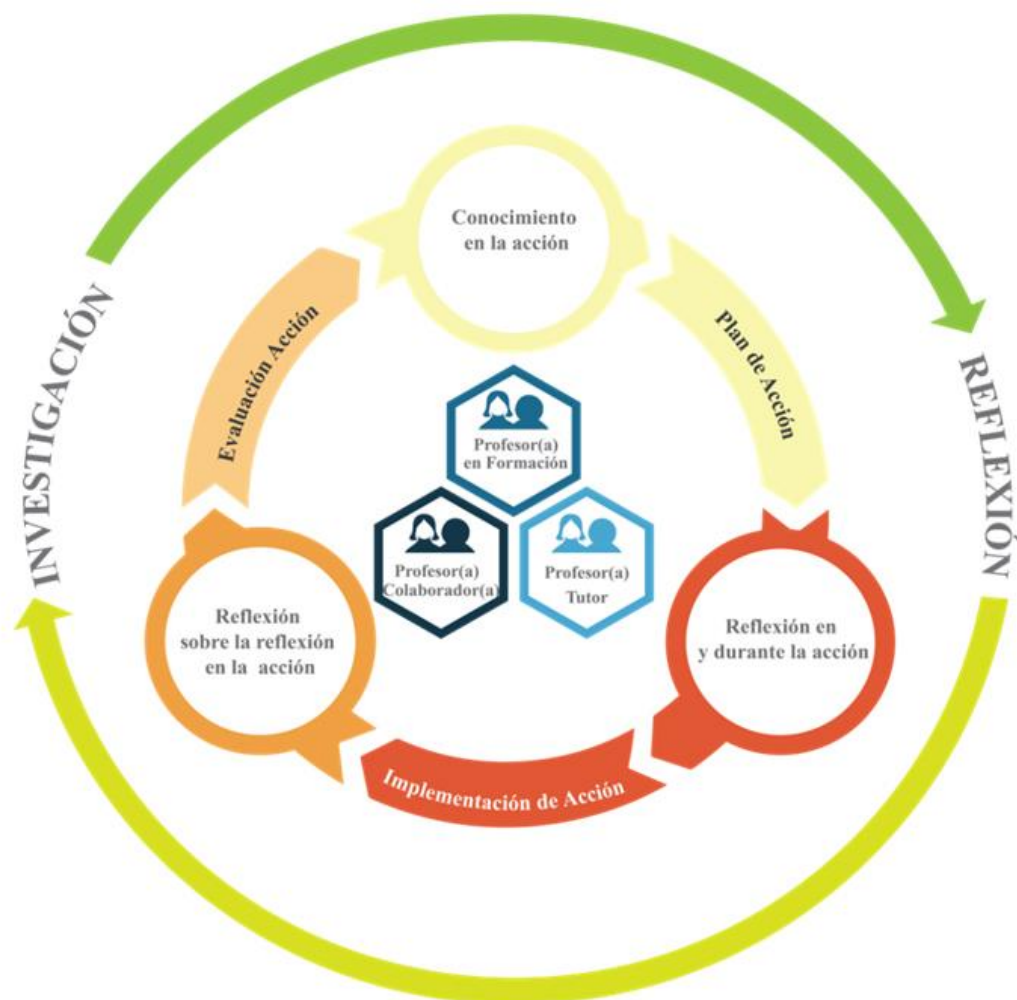 Conocimiento
en la acción
Plan de Acción
Evaluación Acción
INVESTIGACIÓN
REFLEXIÓN
Profesor(a)
en Formación
Profesor(a)
Colaborador(a)
Profesor(a)
Tutor
Reflexión
sobre la reflexión
en la acción
Reflexión en
y durante la acción
Implementación de Acción